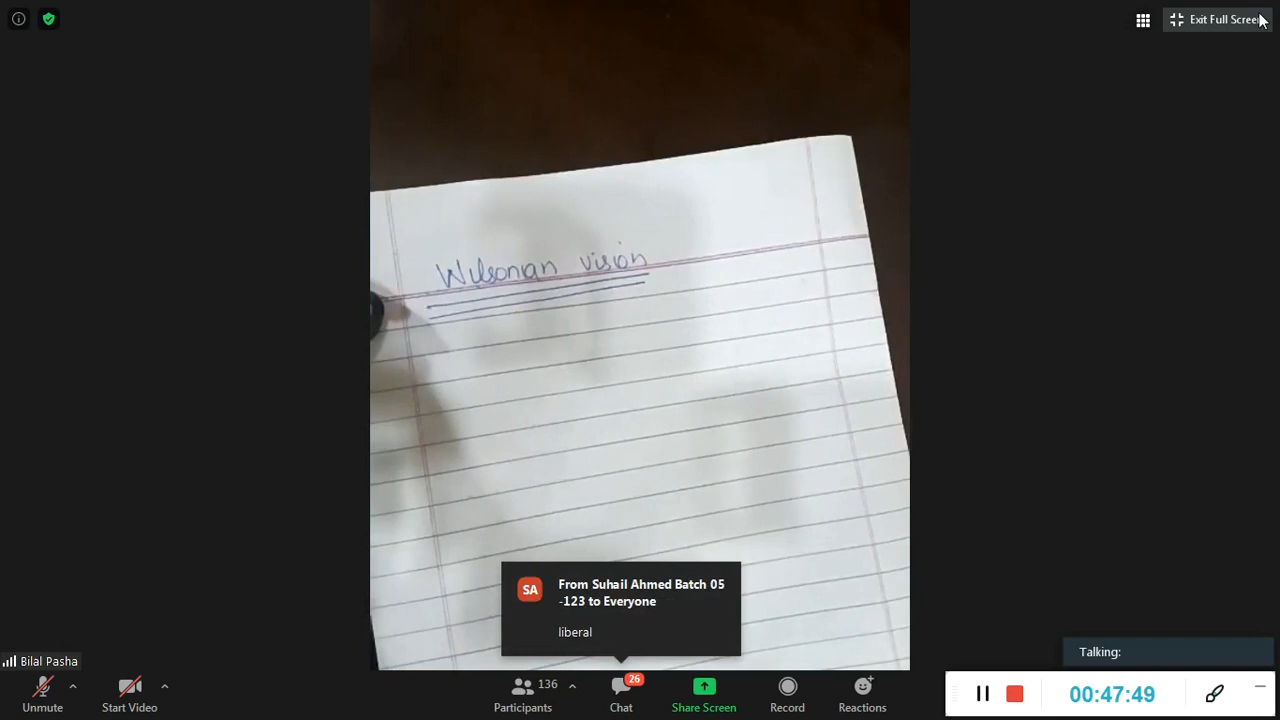 Exit Full Screen
Wilsonian vision
SA
From Suhail Ahmed Batch 05
-123 to Everyone
liberal
Bilal Pasha
Talking:
Unmute
Start Video
136
Participants
26
Chat
Share Screen
Record
Reactions
00:47:49